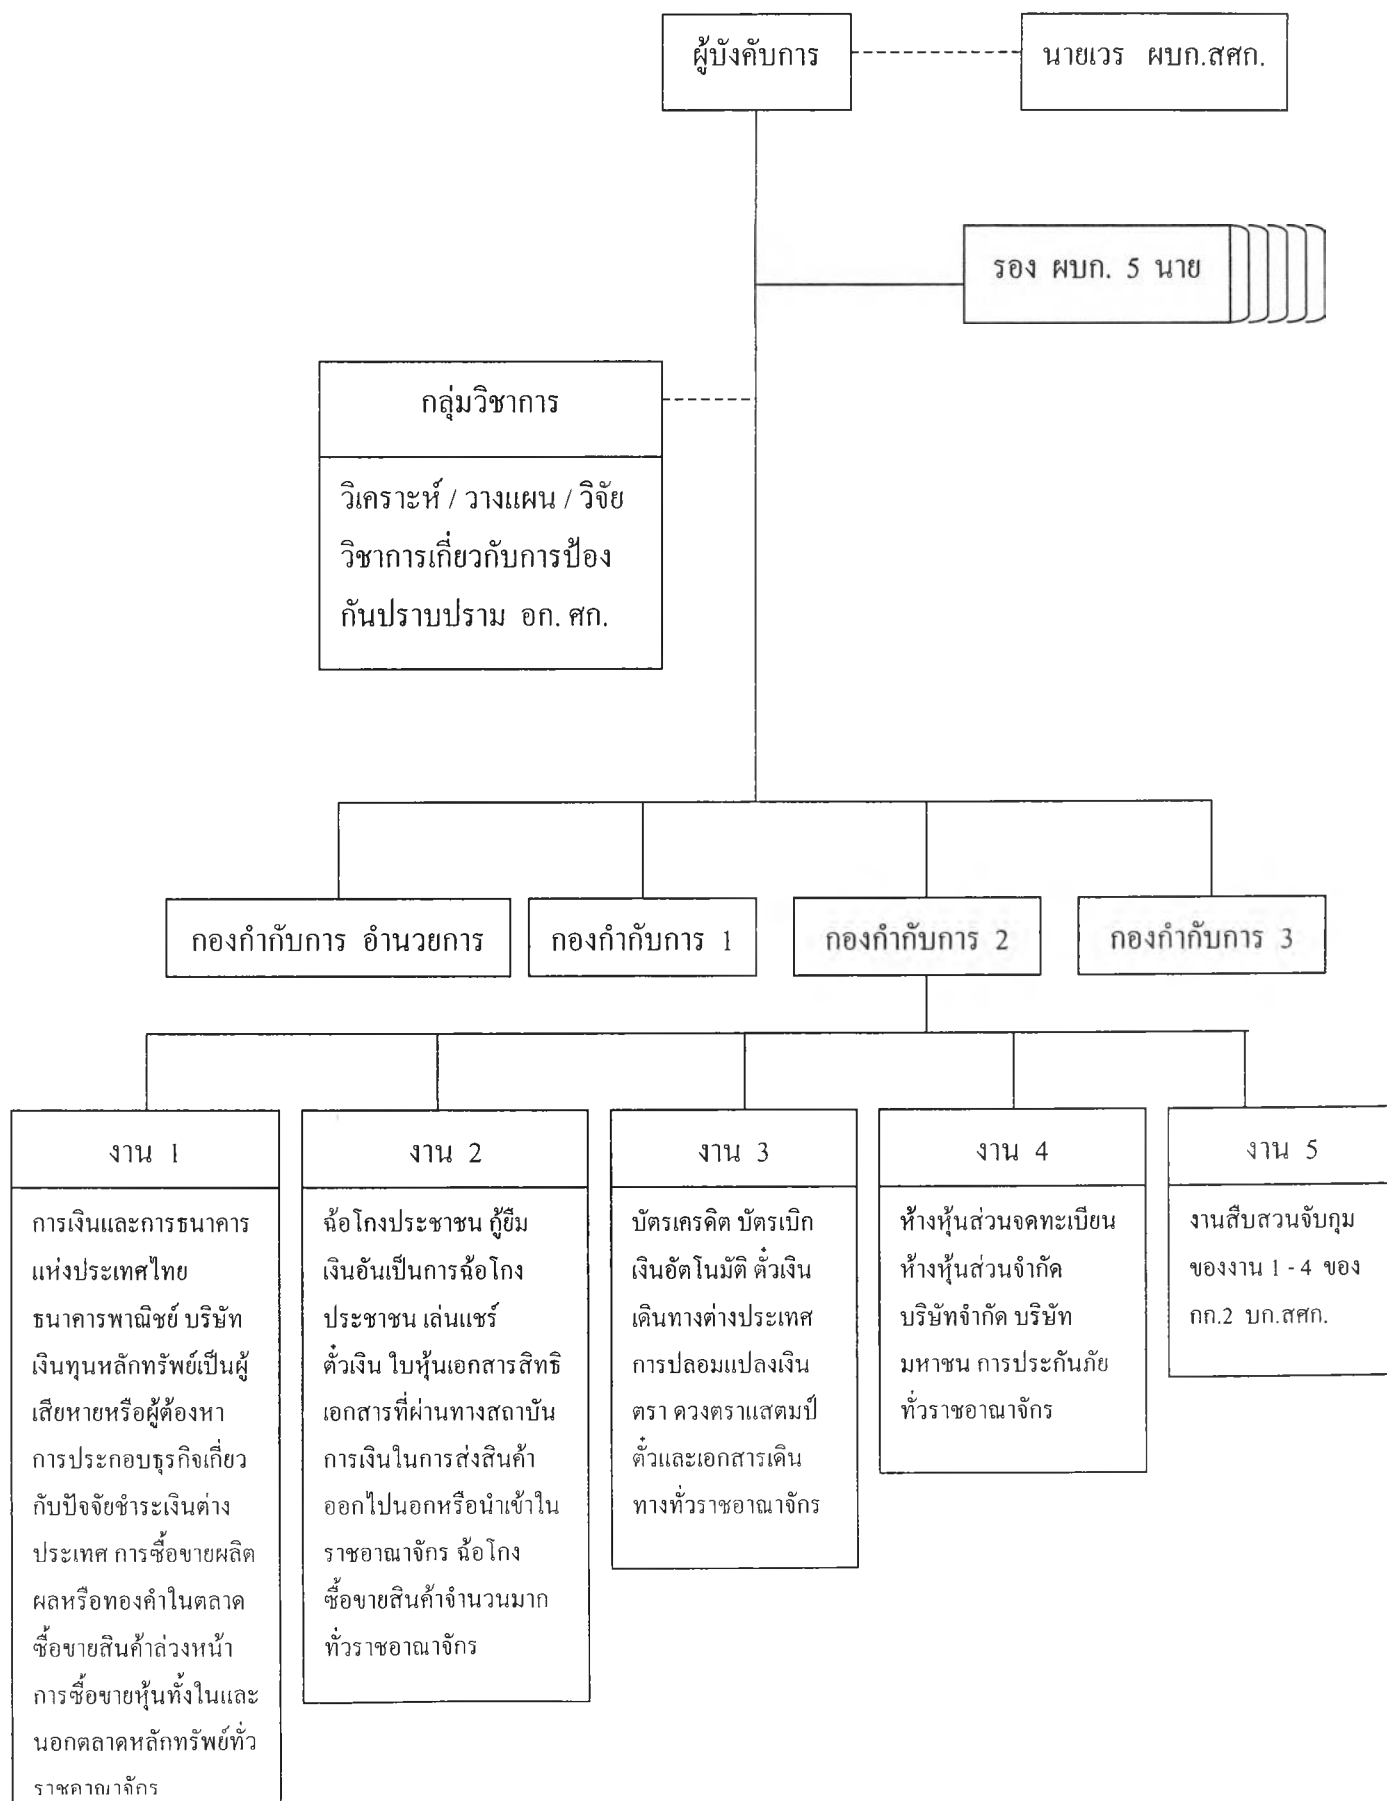 ผู้บังคับการ
นายเวร ผบก.สศก.
รอง ผบก. 5 นาย
กลุ่มวิชาการ
วิเคราะห์ / วางแผน / วิจัย
วิชาการเกี่ยวกับการป้อง
กันปราบปราม อก. ศก.
กองกำกับการ อำนวยการ
กองกำกับการ 1
กองกำกับการ 2
กองกำกับการ 3
งาน 1
การเงินและการธนาคาร
แห่งประเทศไทย
ธนาคารพาณิชย์ บริษัท
เงินทุนหลักทรัพย์เป็นผู้
เสียหายหรือผู้ต้องหา
การประกอบธุรกิจเกี่ยว
กับปัจจัยชำระเงินต่าง
ประเทศ การซื้อขายผลิต
ผลหรือทองคำในตลาด
ซื้อขายสินค้าล่วงหน้า
การซื้อขายหุ้นทั้งในและ
นอกตลาดหลักทรัพย์ทั่ว
ราชอาณาจักร
งาน 2
ฉ้อโกงประชาชน กู้ยืม
เงินอันเป็นการฉ้อโกง
ประชาชน เล่นแชร์
ตั๋วเงิน ใบหุ้นเอกสารสิทธิ
เอกสารที่ผ่านทางสถาบัน
การเงินในการส่งสินค้า
ออกไปนอกหรือนำเข้าใน
ราชอาณาจักร ฉ้อโกง
ซื้อขายสินค้าจำนวนมาก
ทั่วราชอาณาจักร
งาน 3
บัตรเครดิต บัตรเบิก
เงินอัตโนมัติ ตั๋วเงิน
เดินทางต่างประเทศ
การปลอมแปลงเงิน
ตรา ดวงตราแสตมป์
ตั๋วและเอกสารเดิน
ทางทั่วราชอาณาจักร
งาน 4
ห้างหุ้นส่วนจดทะเบียน
ห้างหุ้นส่วนจำกัด
บริษัทจำกัด บริษัท
มหาชน การประกันภัย
ทั่วราชอาณาจักร
งาน 5
งานสืบสวนจับกุม
ของงาน 1 - 4 ของ
กก.2 บก.สศก.